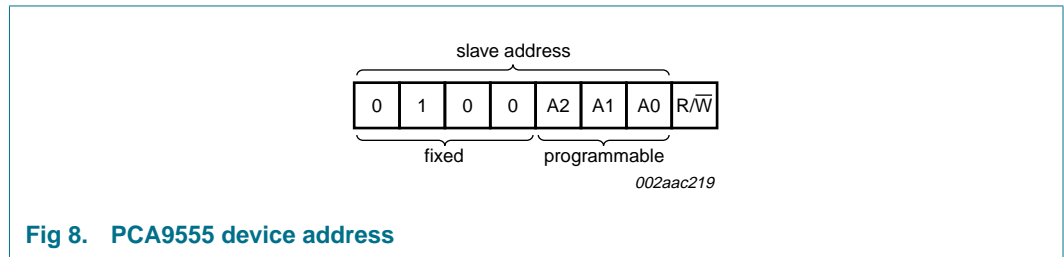 slave address
0 1 0 0 A2 A1 A0 R/W̅
fixed programmable
002aac219
Fig 8. PCA9555 device address